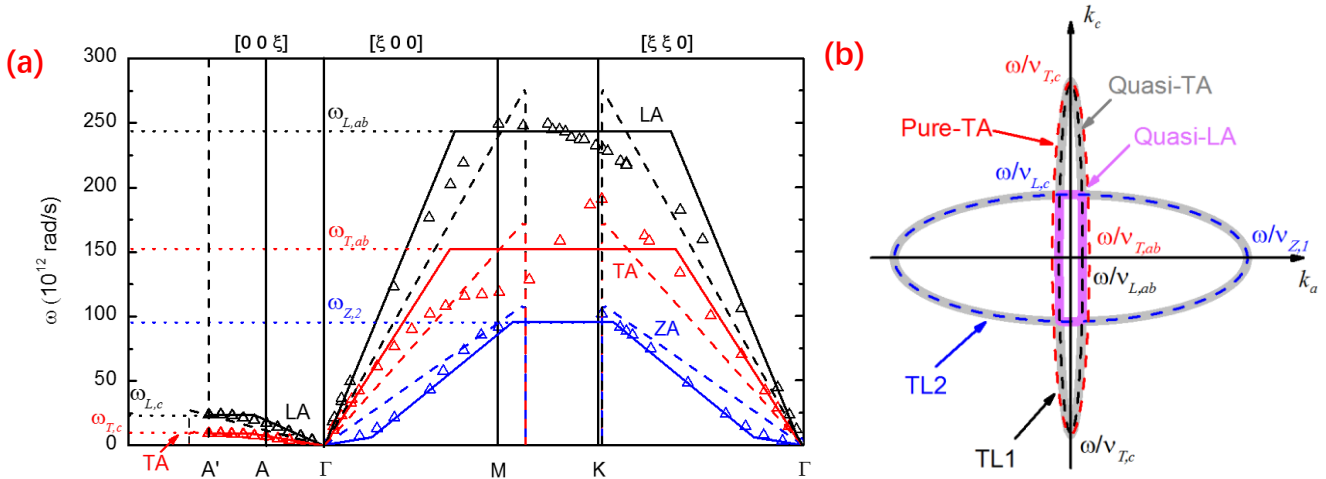 (a)
[0 0 ξ] [ξ 0 0] [ξ ξ 0]
300
250
200
150
100
50
0
ω (10¹² rad/s)
ω_{L,ab}
ω_{T,ab}
ω_{Z,2}
ω_{L,c}
ω_{T,c}
LA
TA
ZA
LA
TA
A' A Γ M K Γ
(b)
k_c
ω/ν_{T,c}
Quasi-TA
Pure-TA
Quasi-LA
ω/ν_{L,c}
ω/ν_{T,ab}
ω/ν_{Z,1}
ω/ν_{L,ab}
k_a
TL2
TL1
ω/ν_{T,c}